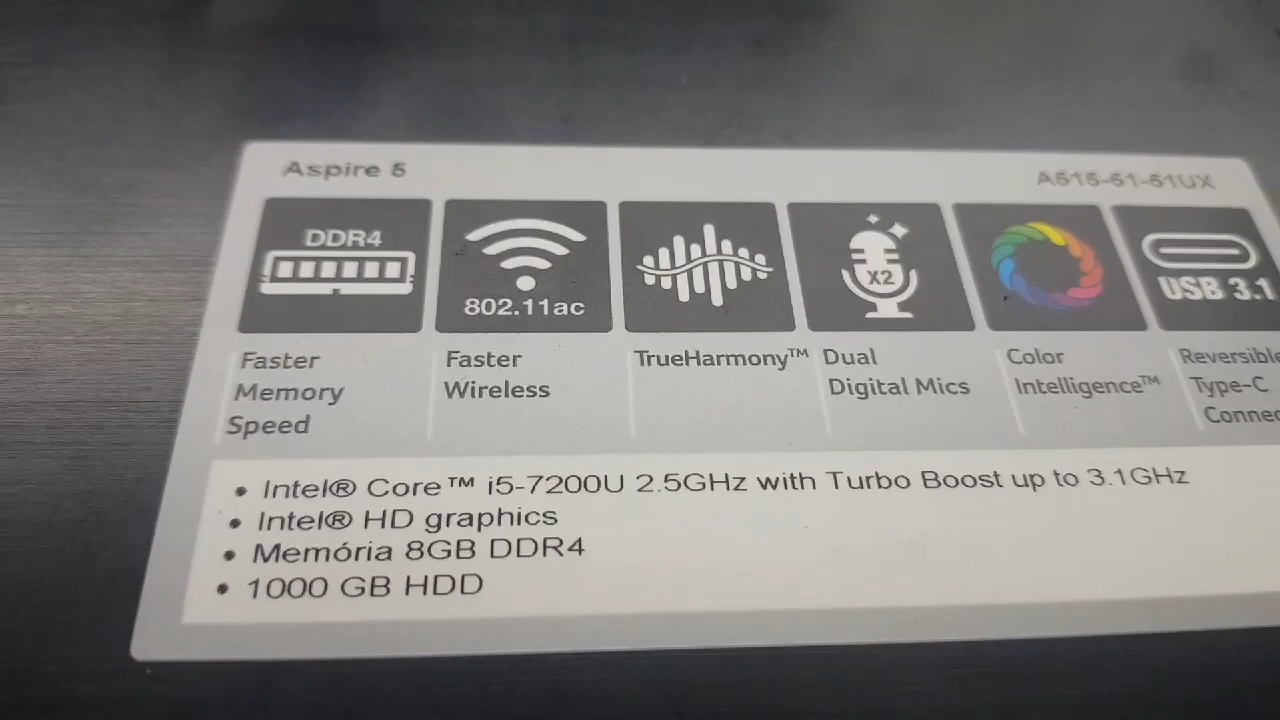 Aspire 5
A515-51-51UX
DDR4
802.11ac
X2
USB 3.1
Faster
Memory
Speed
Faster
Wireless
TrueHarmony™
Dual
Digital Mics
Color
Intelligence™
Reversible
Type-C
Connec
• Intel® Core™ i5-7200U 2.5GHz with Turbo Boost up to 3.1GHz
• Intel® HD graphics
• Memória 8GB DDR4
• 1000 GB HDD